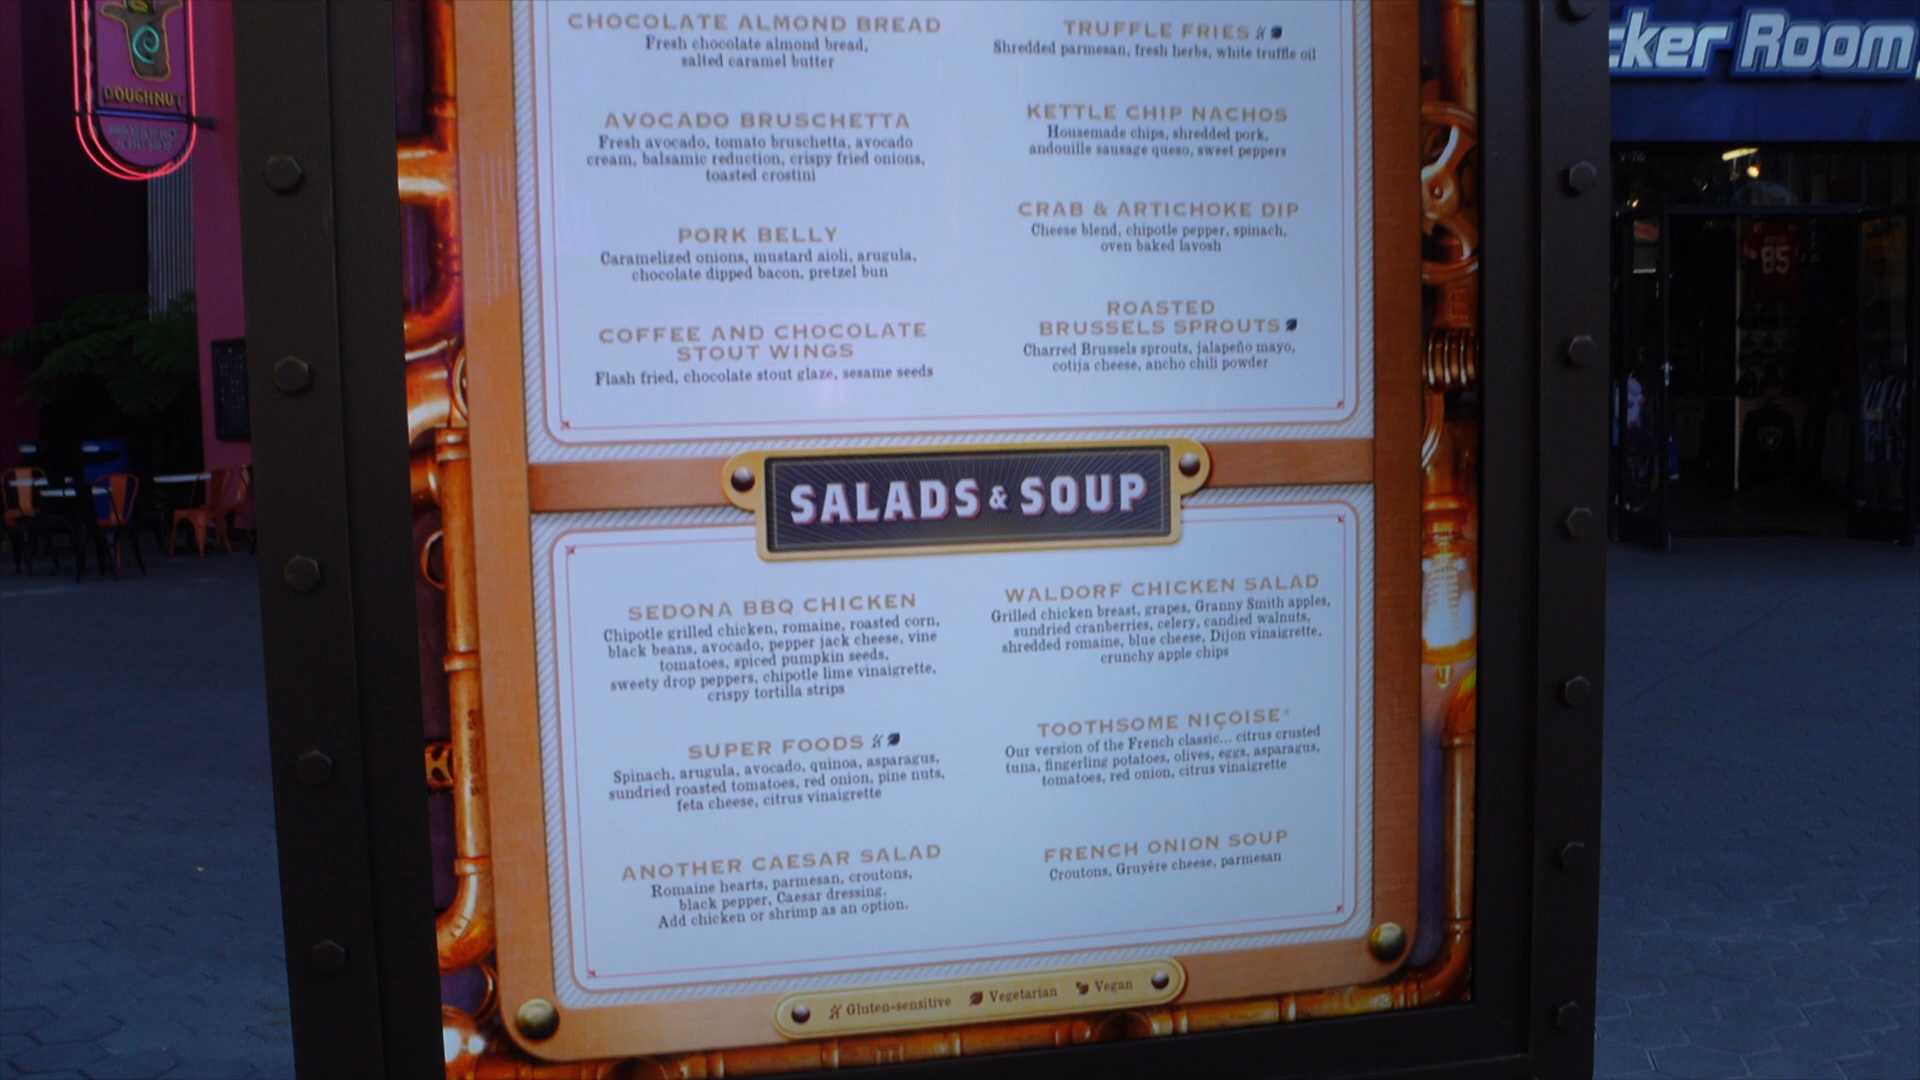 DOUGHNUT
CHOCOLATE ALMOND BREAD
Fresh chocolate almond bread,
salted caramel butter
AVOCADO BRUSCHETTA
Fresh avocado, tomato bruschetta, avocado
cream, balsamic reduction, crispy fried onions,
toasted crostini
PORK BELLY
Caramelized onions, mustard aioli, arugula,
chocolate dipped bacon, pretzel bun
COFFEE AND CHOCOLATE
STOUT WINGS
Flash fried, chocolate stout glaze, sesame seeds
TRUFFLE FRIES
Shredded parmesan, fresh herbs, white truffle oil
KETTLE CHIP NACHOS
Housemade chips, shredded pork,
andouille sausage queso, sweet peppers
CRAB & ARTICHOKE DIP
Cheese blend, chipotle pepper, spinach,
oven baked lavosh
ROASTED
BRUSSELS SPROUTS
Charred Brussels sprouts, jalapeño mayo,
cotija cheese, ancho chili powder
SALADS & SOUP
SEDONA BBQ CHICKEN
Chipotle grilled chicken, romaine, roasted corn,
black beans, avocado, pepper jack cheese, vine
tomatoes, spiced pumpkin seeds,
sweety drop peppers, chipotle lime vinaigrette,
crispy tortilla strips
SUPER FOODS
Spinach, arugula, avocado, quinoa, asparagus,
sundried roasted tomatoes, red onion, pine nuts,
feta cheese, citrus vinaigrette
ANOTHER CAESAR SALAD
Romaine hearts, parmesan, croutons,
black pepper, Caesar dressing.
Add chicken or shrimp as an option.
WALDORF CHICKEN SALAD
Grilled chicken breast, grapes, Granny Smith apples,
sundried cranberries, celery, candied walnuts,
shredded romaine, blue cheese, Dijon vinaigrette,
crunchy apple chips
TOOTHSOME NIÇOISE*
Our version of the French classic... citrus crusted
tuna, fingerling potatoes, olives, eggs, asparagus,
tomatoes, red onion, citrus vinaigrette
FRENCH ONION SOUP
Croutons, Gruyère cheese, parmesan
Gluten-sensitive Vegetarian Vegan
cker Room
85